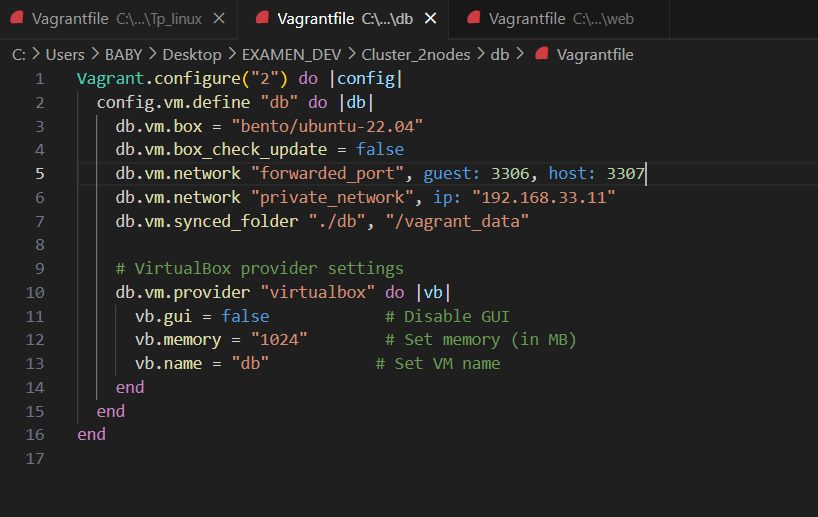 Vagrantfile C:\...\Tp_linux × Vagrantfile C:\...\db × Vagrantfile C:\...\web
C: > Users > BABY > Desktop > EXAMEN_DEV > Cluster_2nodes > db > Vagrantfile
1 Vagrant.configure("2") do |config|
2   config.vm.define "db" do |db|
3     db.vm.box = "bento/ubuntu-22.04"
4     db.vm.box_check_update = false
5     db.vm.network "forwarded_port", guest: 3306, host: 3307
6     db.vm.network "private_network", ip: "192.168.33.11"
7     db.vm.synced_folder "./db", "/vagrant_data"
8
9     # VirtualBox provider settings
10     db.vm.provider "virtualbox" do |vb|
11       vb.gui = false            # Disable GUI
12       vb.memory = "1024"        # Set memory (in MB)
13       vb.name = "db"           # Set VM name
14     end
15   end
16 end
17